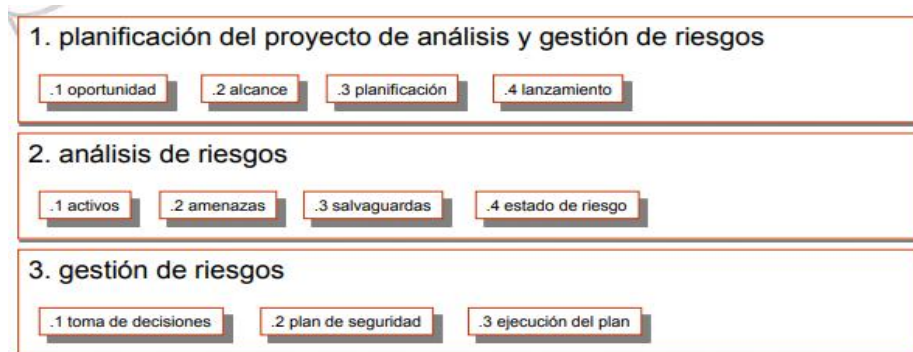 1. planificación del proyecto de análisis y gestión de riesgos
.1 oportunidad .2 alcance .3 planificación .4 lanzamiento
2. análisis de riesgos
.1 activos .2 amenazas .3 salvaguardas .4 estado de riesgo
3. gestión de riesgos
.1 toma de decisiones .2 plan de seguridad .3 ejecución del plan